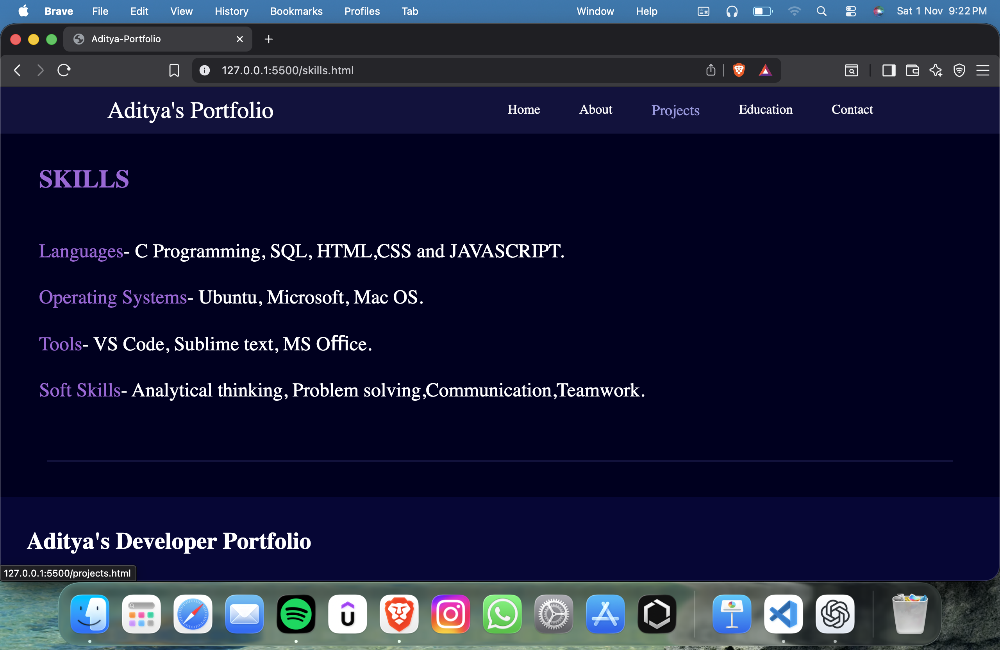 Brave File Edit View History Bookmarks Profiles Tab Window Help Sat 1 Nov 9:22 PM
Aditya-Portfolio
127.0.0.1:5500/skills.html
Aditya's Portfolio Home About Projects Education Contact
SKILLS
Languages- C Programming, SQL, HTML,CSS and JAVASCRIPT.
Operating Systems- Ubuntu, Microsoft, Mac OS.
Tools- VS Code, Sublime text, MS Office.
Soft Skills- Analytical thinking, Problem solving,Communication,Teamwork.
Aditya's Developer Portfolio
127.0.0.1:5500/projects.html